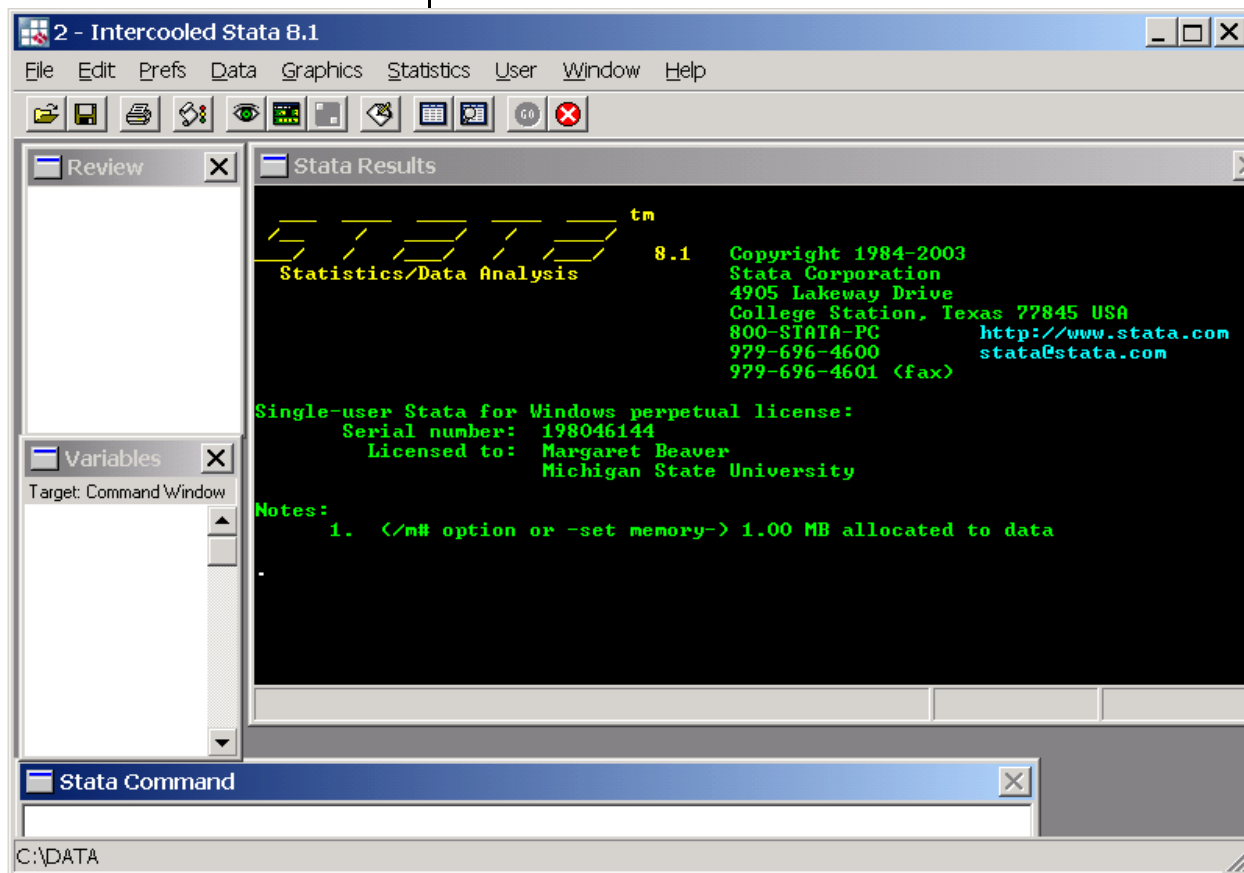 2 - Intercooled Stata 8.1
File Edit Prefs Data Graphics Statistics User Window Help
GO
Review
Stata Results
STATA tm
8.1 Copyright 1984-2003
Statistics/Data Analysis Stata Corporation
4905 Lakeway Drive
College Station, Texas 77845 USA
800-STATA-PC http://www.stata.com
979-696-4600 stata@stata.com
979-696-4601 (fax)
Single-user Stata for Windows perpetual license:
Serial number: 198046144
Licensed to: Margaret Beaver
Michigan State University
Notes:
1. (/m# option or -set memory-) 1.00 MB allocated to data
.
Variables
Target: Command Window
Stata Command
C:\DATA